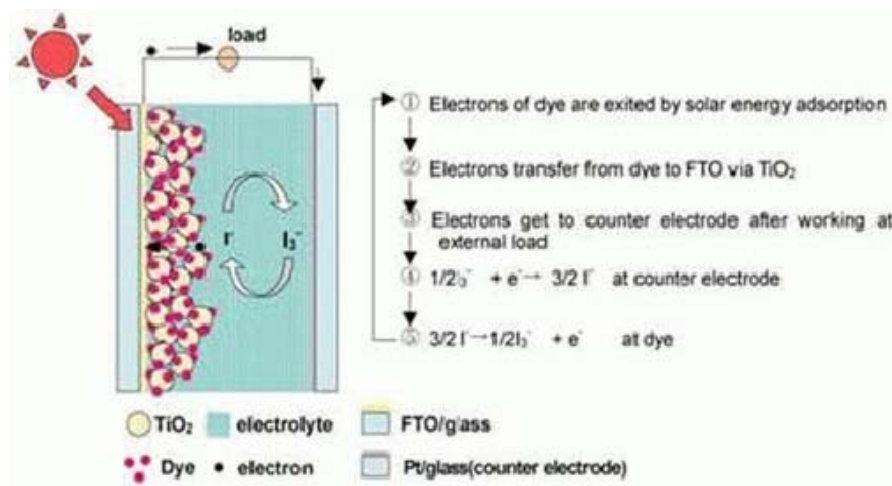 load
① Electrons of dye are exited by solar energy adsorption
② Electrons transfer from dye to FTO via TiO₂
③ Electrons get to counter electrode after working at
external load
④ 1/2I₃⁻ + e⁻→ 3/2 I⁻ at counter electrode
⑤ 3/2 I⁻→1/2I₃⁻ + e⁻ at dye
I⁻ I₃⁻
TiO₂ electrolyte FTO/glass
Dye electron Pt/glass(counter electrode)